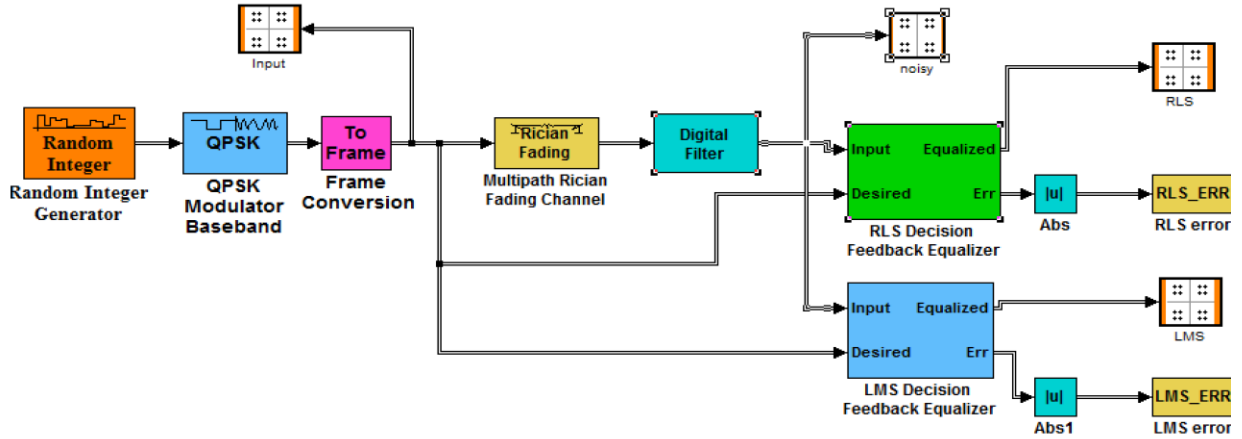 Input
noisy
RLS
Random
Integer
Random Integer
Generator
QPSK
QPSK
Modulator
Baseband
To
Frame
Frame
Conversion
Rician
Fading
Multipath Rician
Fading Channel
Digital
Filter
Input Equalized
Desired Err
RLS Decision
Feedback Equalizer
|u|
Abs
RLS_ERR
RLS error
Input Equalized
Desired Err
LMS Decision
Feedback Equalizer
LMS
|u|
Abs1
LMS_ERR
LMS error